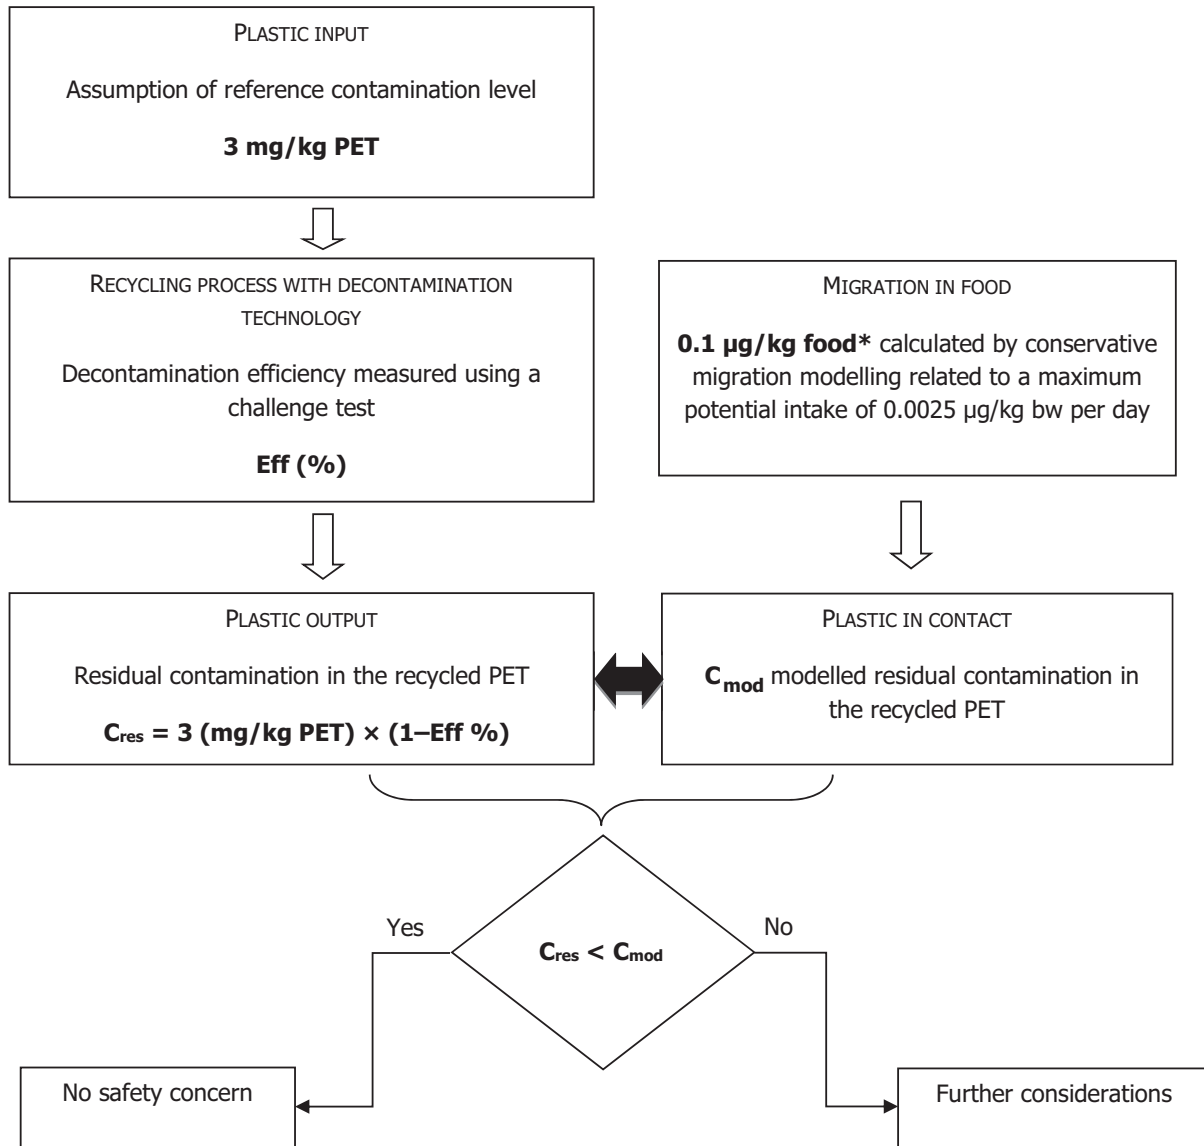 PLASTIC INPUT
Assumption of reference contamination level
3 mg/kg PET
RECYCLING PROCESS WITH DECONTAMINATION
TECHNOLOGY
Decontamination efficiency measured using a
challenge test
Eff (%)
MIGRATION IN FOOD
0.1 µg/kg food* calculated by conservative
migration modelling related to a maximum
potential intake of 0.0025 µg/kg bw per day
PLASTIC OUTPUT
Residual contamination in the recycled PET
Cres = 3 (mg/kg PET) × (1–Eff %)
PLASTIC IN CONTACT
Cmod modelled residual contamination in
the recycled PET
Yes
No
Cres < Cmod
No safety concern
Further considerations